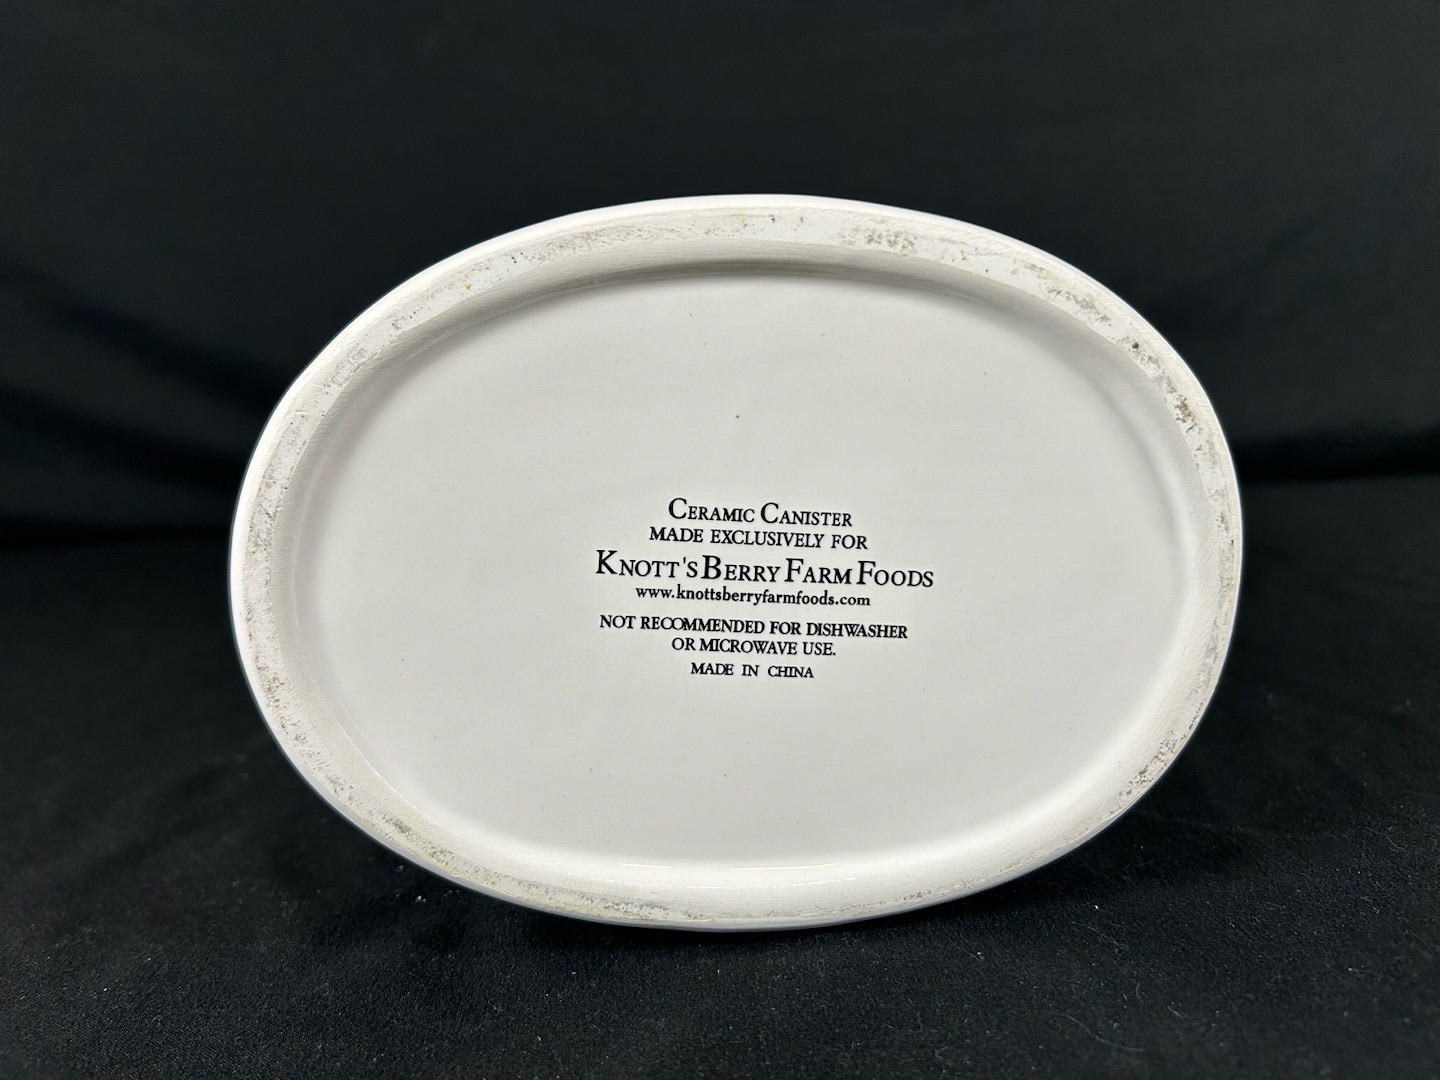 CERAMIC CANISTER
MADE EXCLUSIVELY FOR
KNOTT'S BERRY FARM FOODS
www.knottsberryfarmfoods.com
NOT RECOMMENDED FOR DISHWASHER
OR MICROWAVE USE.
MADE IN CHINA